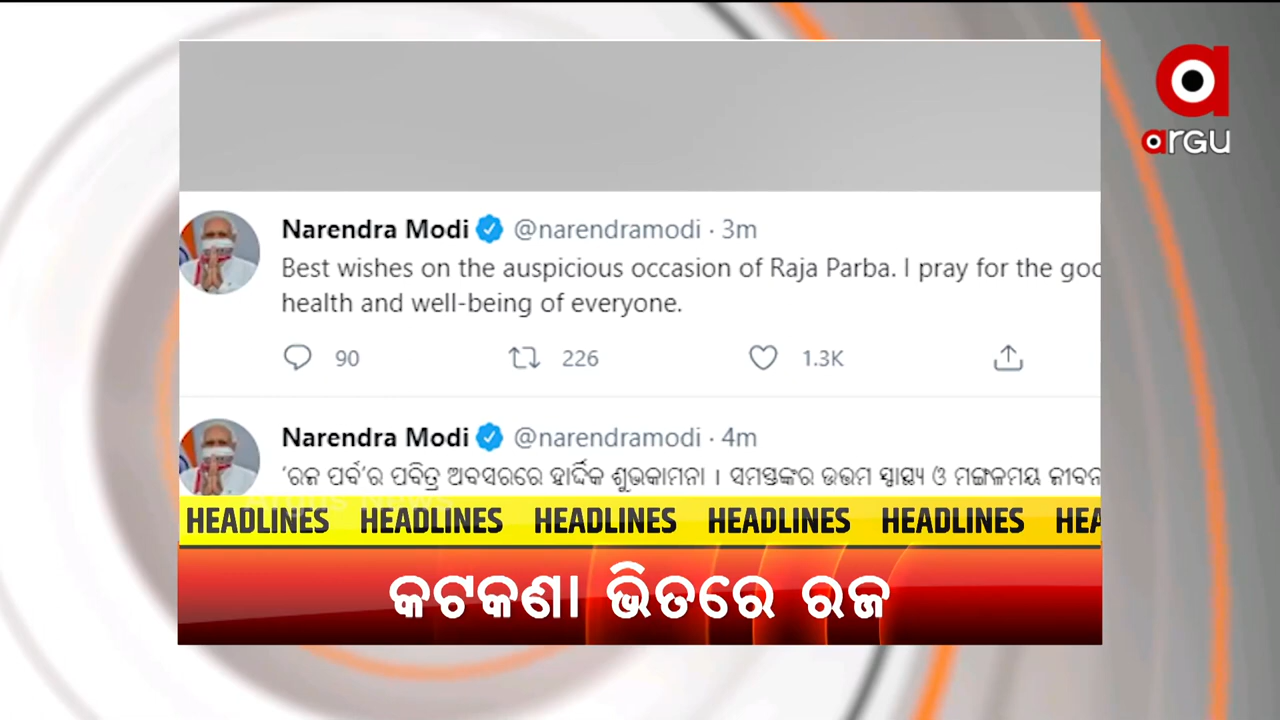 argu
Narendra Modi @narendramodi · 3m
Best wishes on the auspicious occasion of Raja Parba. I pray for the goo
health and well-being of everyone.
90 226 1.3K
Narendra Modi @narendramodi · 4m
‘ରଜ ପର୍ବ’ର ପବିତ୍ର ଅବସରରେ ହାର୍ଦ୍ଦିକ ଶୁଭକାମନା । ସମସ୍ତଙ୍କର ଉତ୍ତମ ସ୍ୱାସ୍ଥ୍ୟ ଓ ମଙ୍ଗଳମୟ ଜୀବନ
Argus News
HEADLINES HEADLINES HEADLINES HEADLINES HEADLINES HEA
କଟକଣା ଭିତରେ ରଜ